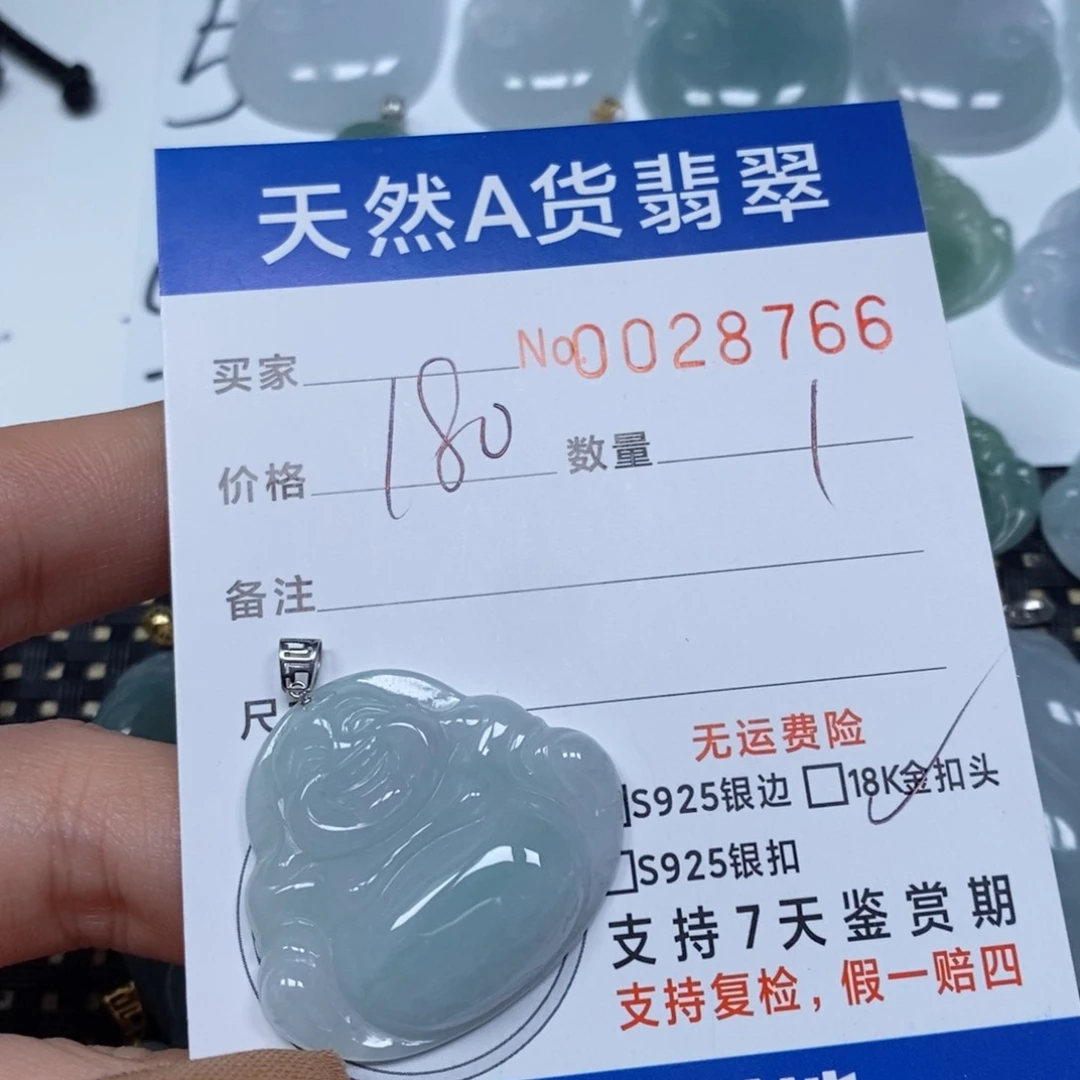 天然A货翡翠
买家 No.0028766
价格 180 数量 1
备注
尺
无运费险
S925银边 18K金扣头
S925银扣
支持7天鉴赏期
支持复检，假一赔四